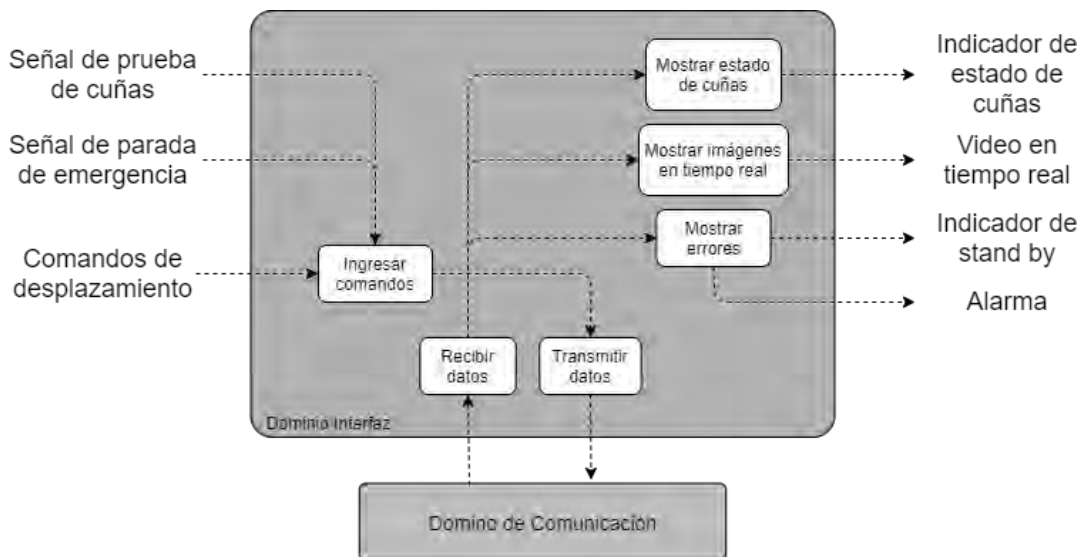 Señal de prueba
de cuñas
Señal de parada
de emergencia
Comandos de
desplazamiento
Mostrar estado
de cuñas
Mostrar imágenes
en tiempo real
Mostrar
errores
Ingresar
comandos
Recibir
datos
Transmitir
datos
Dominio Interfaz
Indicador de
estado de
cuñas
Video en
tiempo real
Indicador de
stand by
Alarma
Domino de Comunicación